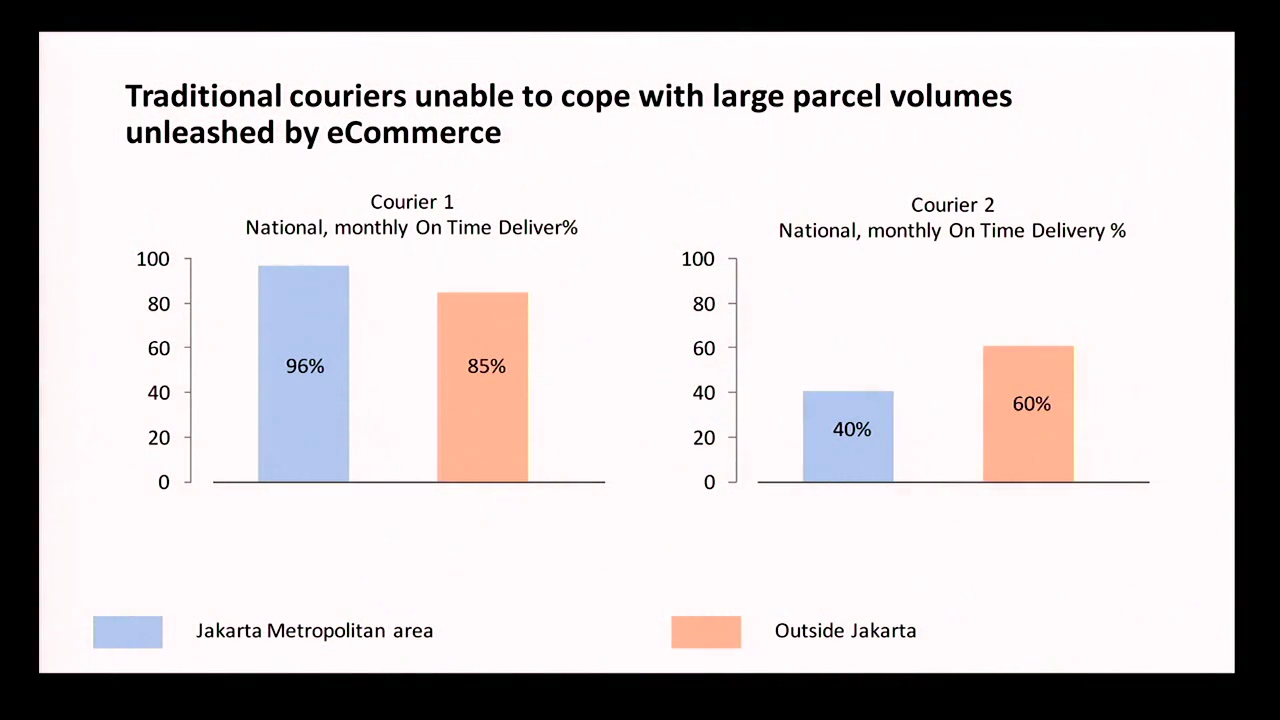 Traditional couriers unable to cope with large parcel volumes
unleashed by eCommerce
Courier 1
National, monthly On Time Deliver%
100
80
60
40
20
0
96%
85%
Courier 2
National, monthly On Time Delivery %
100
80
60
40
20
0
40%
60%
Jakarta Metropolitan area
Outside Jakarta